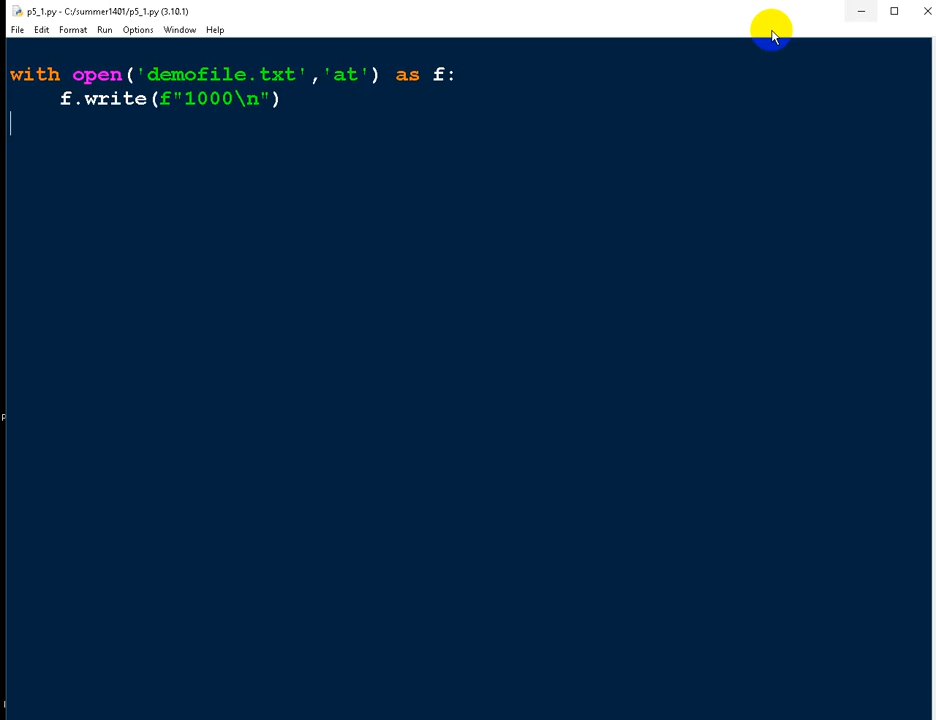 p5_1.py - C:/summer1401/p5_1.py (3.10.1)
File Edit Format Run Options Window Help
with open('demofile.txt','at') as f:
    f.write(f"1000\n")
P